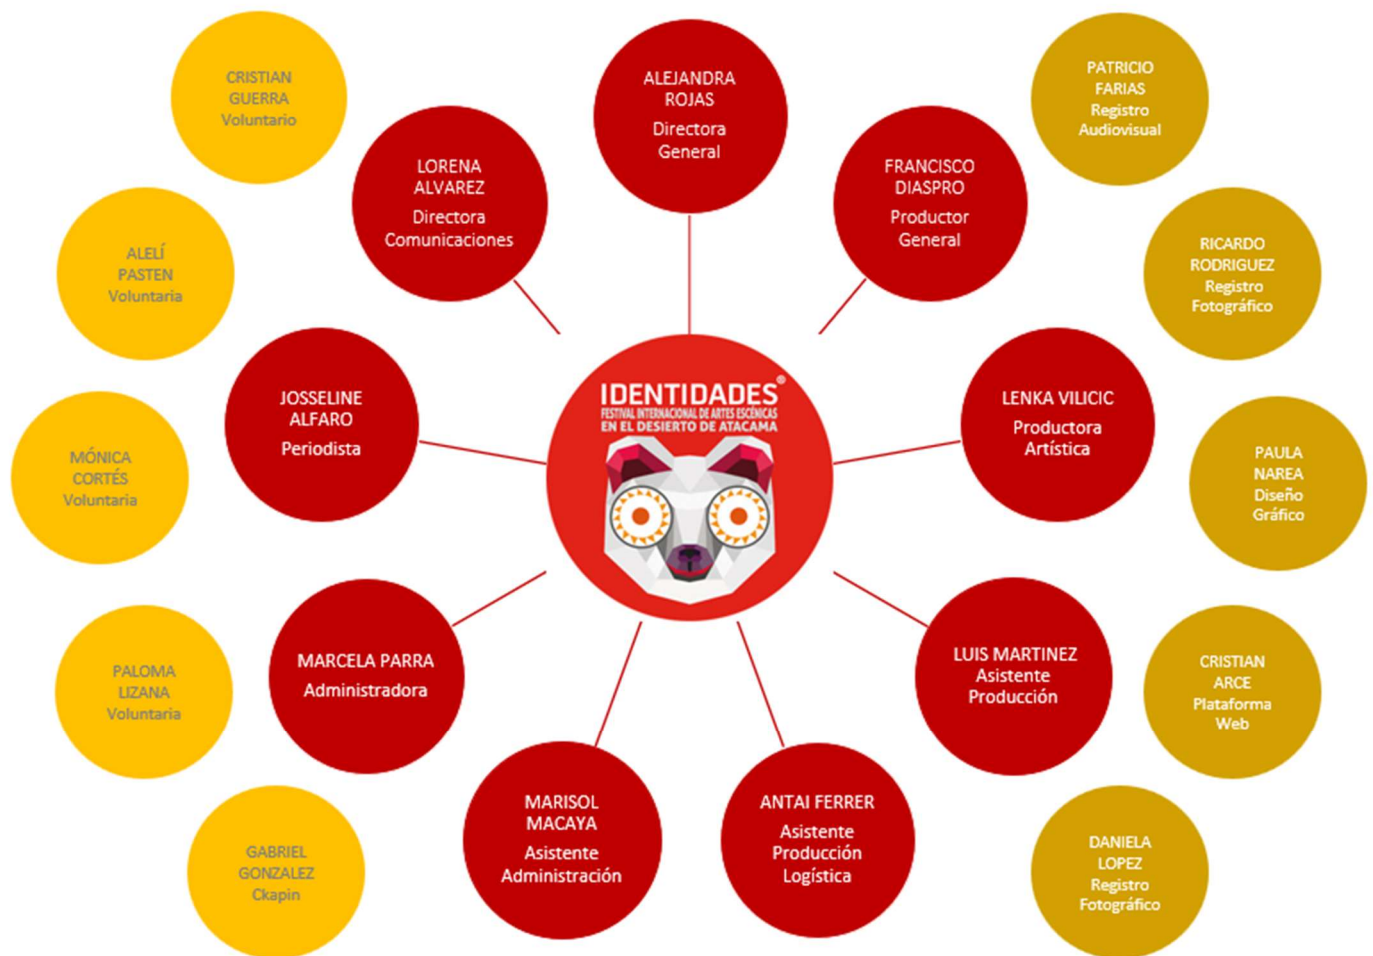 CRISTIAN
GUERRA
Voluntario
ALEJANDRA
ROJAS
Directora
General
PATRICIO
FARIAS
Registro
Audiovisual
LORENA
ALVAREZ
Directora
Comunicaciones
FRANCISCO
DIASPRO
Productor
General
ALELÍ
PASTEN
Voluntaria
RICARDO
RODRIGUEZ
Registro
Fotográfico
JOSSELINE
ALFARO
Periodista
IDENTIDADES®
FESTIVAL INTERNACIONAL DE ARTES ESCÉNICAS
EN EL DESIERTO DE ATACAMA
LENKA VILICIC
Productora
Artística
MÓNICA
CORTÉS
Voluntaria
PAULA
NAREA
Diseño
Gráfico
MARCELA PARRA
Administradora
LUIS MARTINEZ
Asistente
Producción
PALOMA
LIZANA
Voluntaria
CRISTIAN
ARCE
Plataforma
Web
MARISOL
MACAYA
Asistente
Administración
ANTAI FERRER
Asistente
Producción
Logística
GABRIEL
GONZALEZ
Ckapin
DANIELA
LOPEZ
Registro
Fotográfico